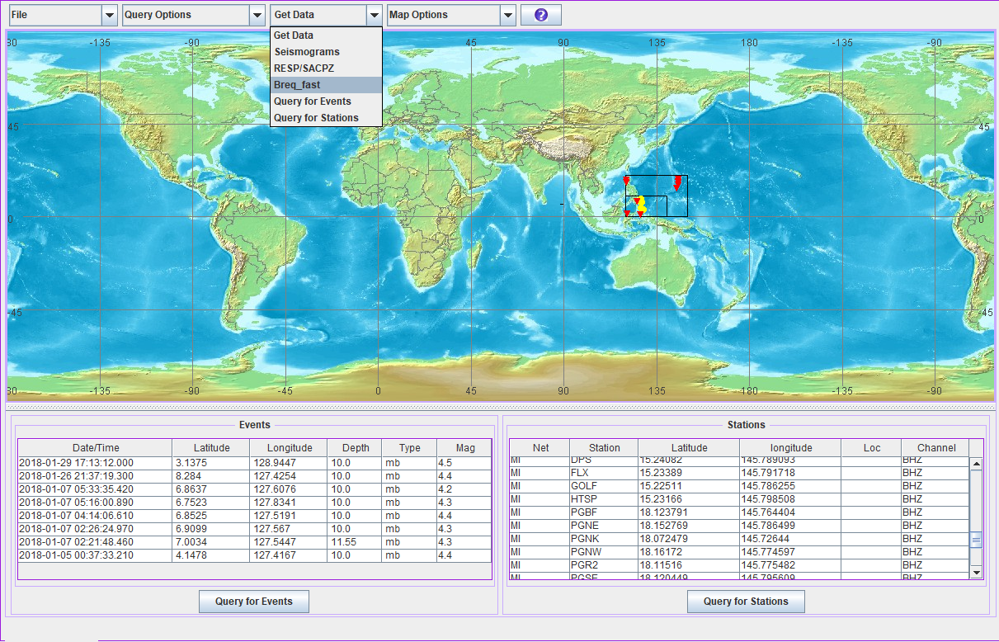 File Query Options Get Data Map Options ?
Get Data
Seismograms
RESP/SACPZ
Breq_fast
Query for Events
Query for Stations
80 -135 -90 45 90 135 180 -135 -90
45 45
0 0
-45 -45
80 -135 -90 -45 0 45 90 135 180 -135 -90
Events
Date/Time Latitude Longitude Depth Type Mag
2018-01-29 17:13:12.000 3.1375 128.9447 10.0 mb 4.5
2018-01-26 21:37:19.300 8.284 127.4254 10.0 mb 4.4
2018-01-07 05:33:35.420 6.8637 127.6076 10.0 mb 4.2
2018-01-07 05:16:00.890 6.7523 127.8341 10.0 mb 4.3
2018-01-07 04:14:06.610 6.8525 127.5191 10.0 mb 4.4
2018-01-07 02:26:24.970 6.9099 127.567 10.0 mb 4.3
2018-01-07 02:21:48.460 7.0034 127.5447 11.55 mb 4.3
2018-01-05 00:37:33.210 4.1478 127.4167 10.0 mb 4.4
Query for Events
Stations
Net Station Latitude longitude Loc Channel
MI DPS 15.24082 145.789093 BHZ
MI FLX 15.23389 145.791718 BHZ
MI GOLF 15.22511 145.786255 BHZ
MI HTSP 15.23166 145.798508 BHZ
MI PGBF 18.123791 145.764404 BHZ
MI PGNE 18.152769 145.786499 BHZ
MI PGNK 18.072479 145.72644 BHZ
MI PGNW 18.16172 145.774597 BHZ
MI PGR2 18.11516 145.775482 BHZ
MI PGSE 18.120449 145.795609 BHZ
Query for Stations